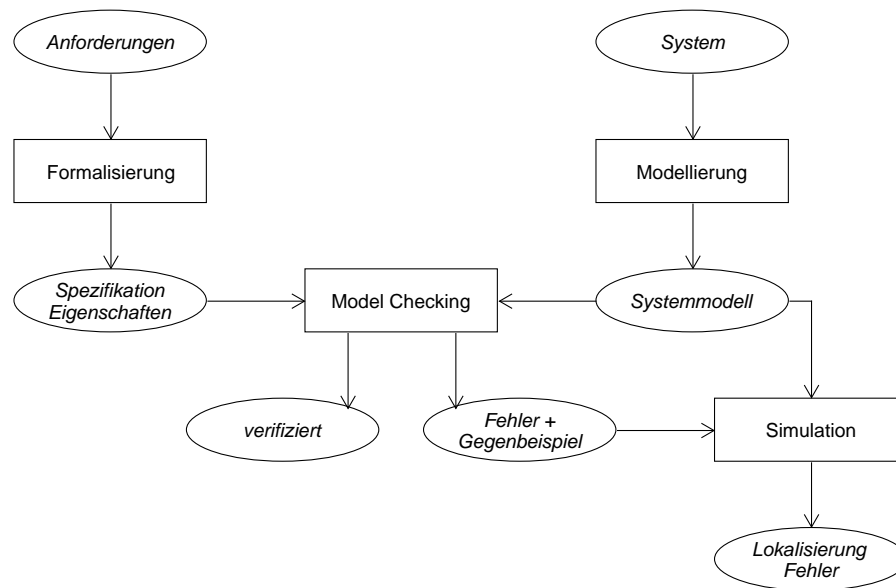 Anforderungen
System
Formalisierung
Modellierung
Spezifikation
Eigenschaften
Model Checking
Systemmodell
verifiziert
Fehler +
Gegenbeispiel
Simulation
Lokalisierung
Fehler